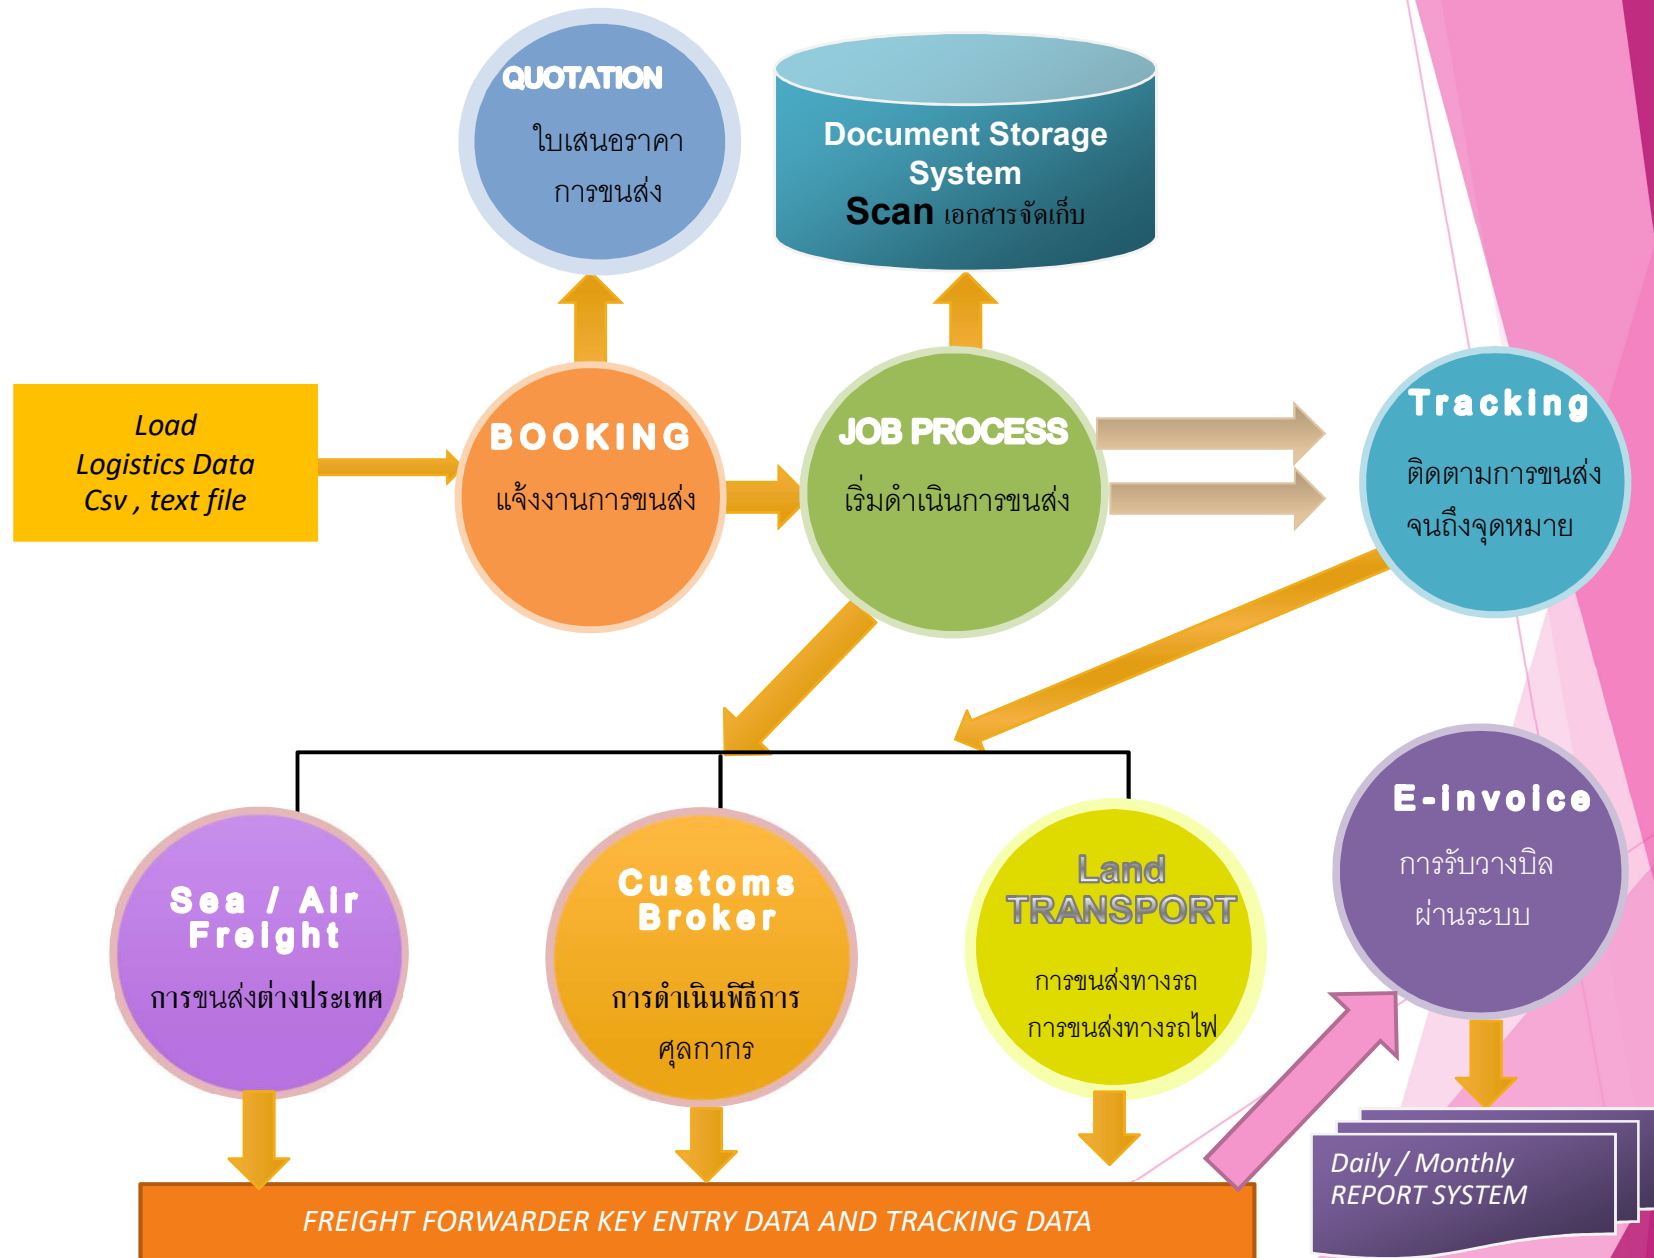 QUOTATION
ใบเสนอราคา
การขนส่ง
Document Storage
System
Scan เอกสารจัดเก็บ
Load
Logistics Data
Csv , text file
BOOKING
แจ้งงานการขนส่ง
JOB PROCESS
เริ่มดำเนินการขนส่ง
Tracking
ติดตามการขนส่ง
จนถึงจุดหมาย
Sea / Air
Freight
การขนส่งต่างประเทศ
Customs
Broker
การดำเนินพิธีการ
ศุลกากร
Land
TRANSPORT
การขนส่งทางรถ
การขนส่งทางรถไฟ
E-invoice
การรับวางบิล
ผ่านระบบ
Daily / Monthly
REPORT SYSTEM
FREIGHT FORWARDER KEY ENTRY DATA AND TRACKING DATA